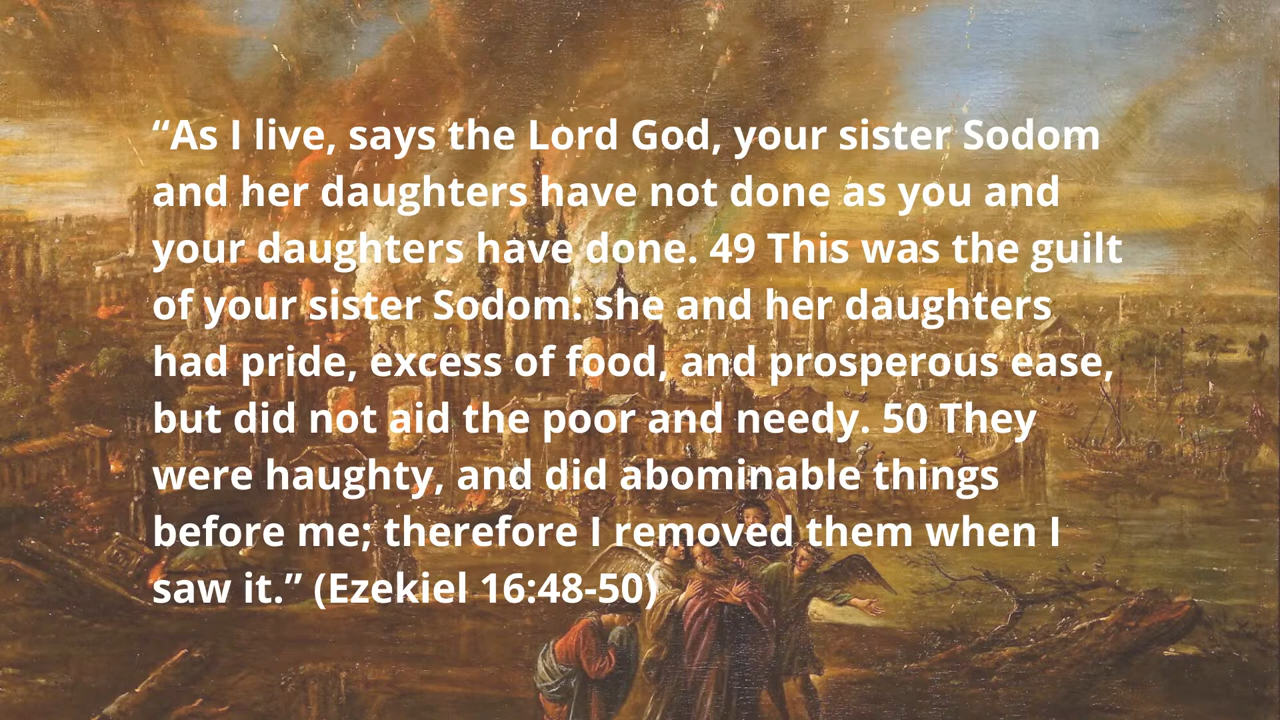 “As I live, says the Lord God, your sister Sodom
and her daughters have not done as you and
your daughters have done. 49 This was the guilt
of your sister Sodom: she and her daughters
had pride, excess of food, and prosperous ease,
but did not aid the poor and needy. 50 They
were haughty, and did abominable things
before me; therefore I removed them when I
saw it.” (Ezekiel 16:48-50)